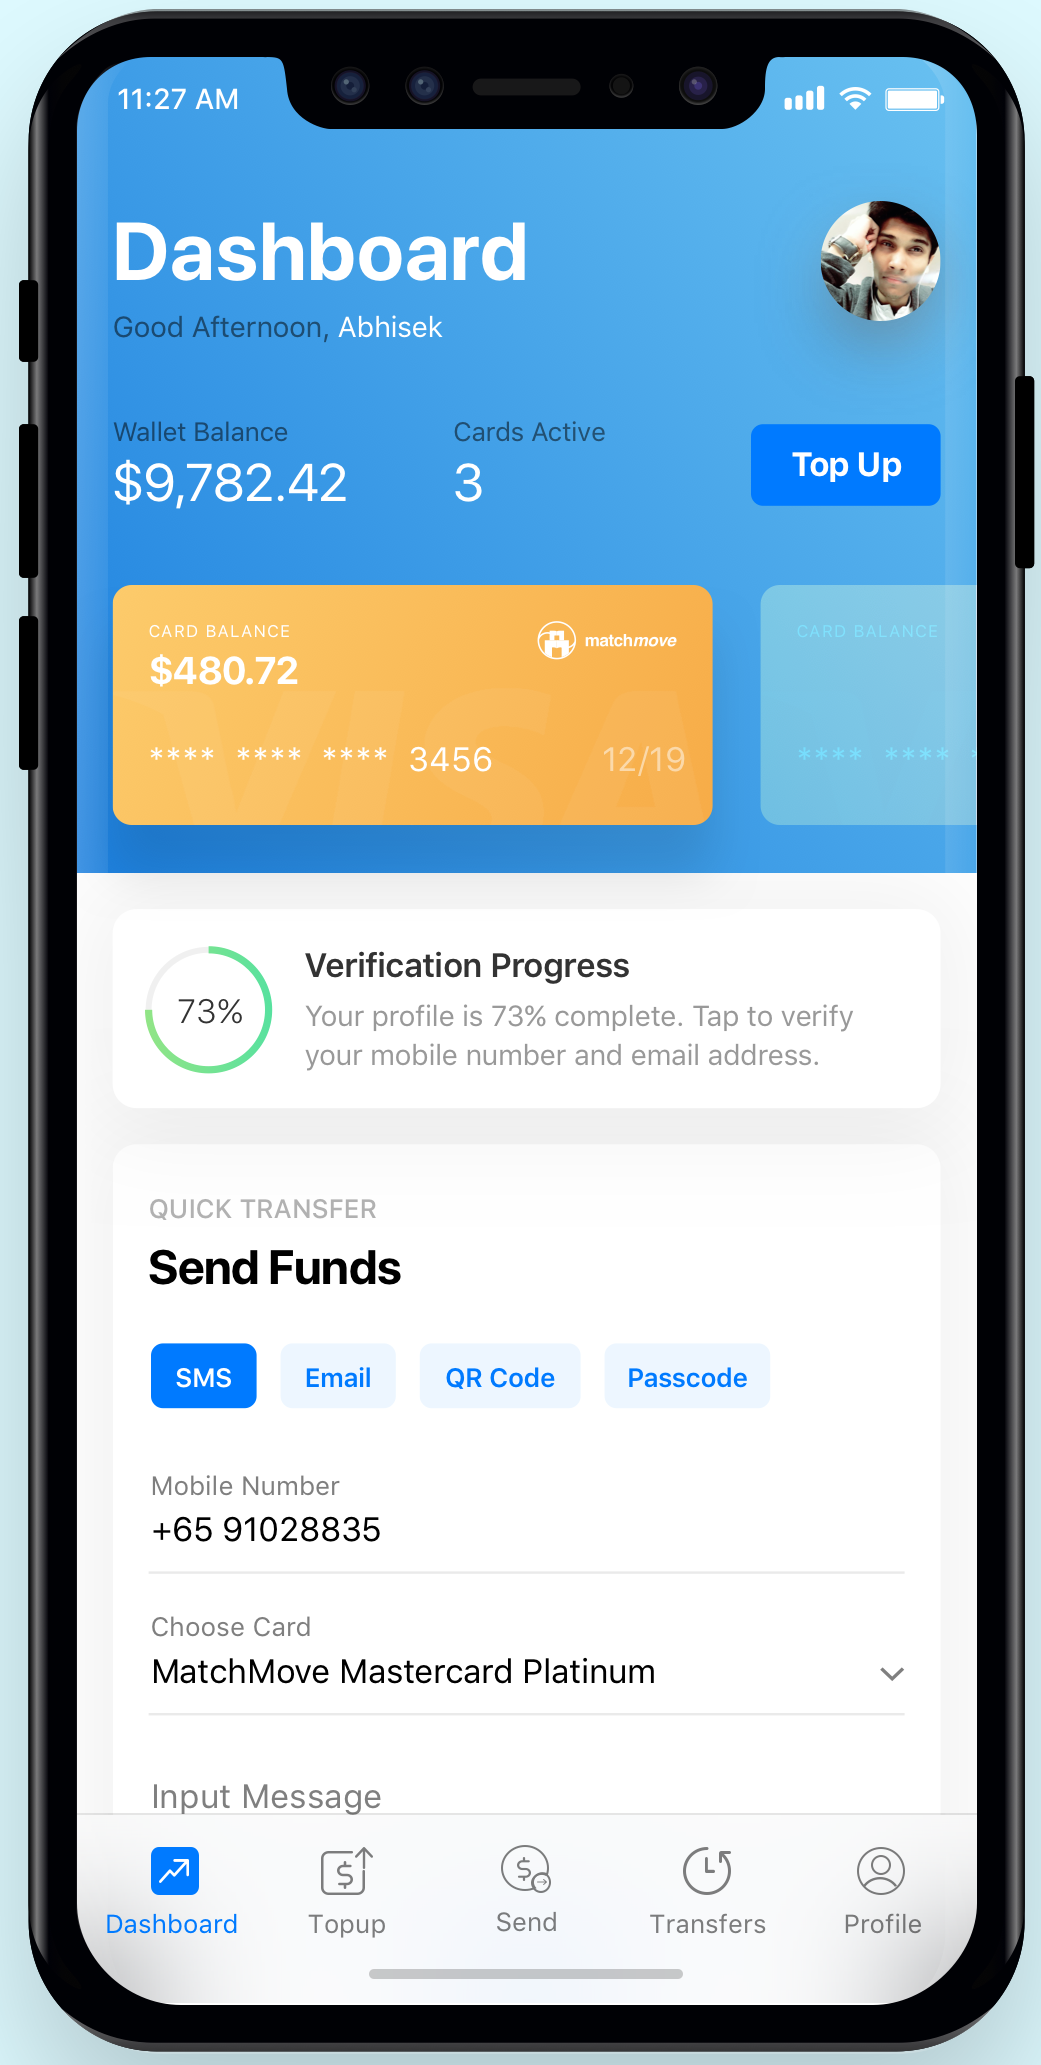 11:27 AM
Dashboard
Good Afternoon, Abhisek
Wallet Balance
$9,782.42
Cards Active
3
Top Up
CARD BALANCE
$480.72
matchmove
VISA
**** **** **** 3456 12/19
CARD BALANCE
**** **** *
73%
Verification Progress
Your profile is 73% complete. Tap to verify
your mobile number and email address.
QUICK TRANSFER
Send Funds
SMS Email QR Code Passcode
Mobile Number
+65 91028835
Choose Card
MatchMove Mastercard Platinum
Input Message
Dashboard Topup Send Transfers Profile